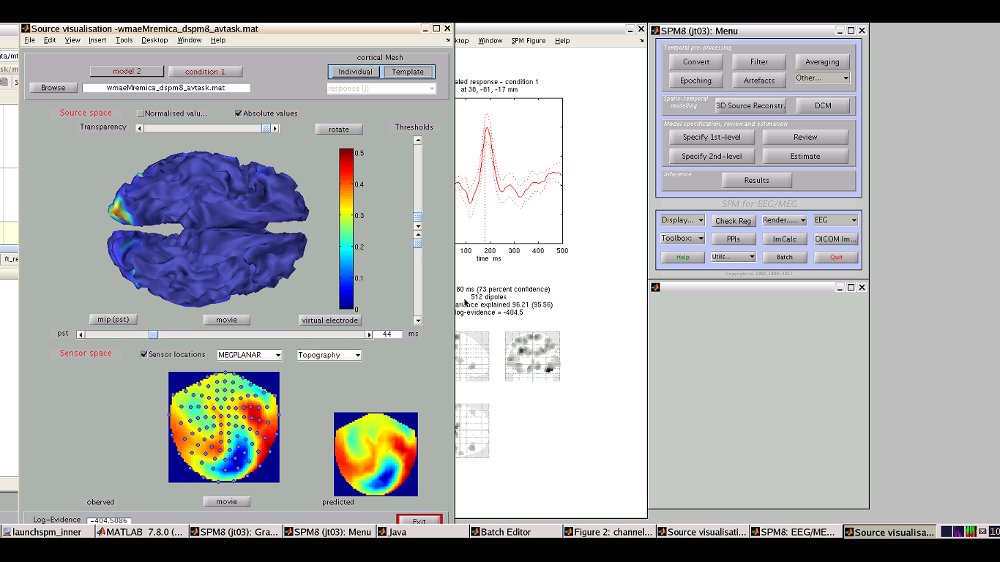 Source visualisation -wmaeMremica_dspm8_avtask.mat
File Edit View Insert Tools Desktop Window Help
cortical Mesh
model 2 condition 1 Individual Template
Browse wmaeMremica_dspm8_avtask.mat response (J)
Source space Normalised valu... Absolute values
Transparency rotate Thresholds
0.5
0.4
0.3
0.2
0.1
0
mip (pst) movie virtual electrode
pst 44 ms
Sensor space Sensor locations MEGPLANAR Topography
oberved movie predicted
Log-Evidence -404.5086 Exit
ata/mf
ft_re
ktop Window SPM Figure Help
ated response - condition 1
at 38, -81, -17 mm
100 200 300 400 500
time ms
80 ms (73 percent confidence)
512 dipoles
ariance explained 96.21 (95.56)
log-evidence = -404.5
SPM8 (jt03): Menu
Temporal pre-processing
Convert Filter Averaging
Epoching Artefacts Other...
Spatio-temporal
modelling
3D Source Reconstr. DCM
Model specification, review and estimation
Specify 1st-level Review
Specify 2nd-level Estimate
Inference
Results
SPM for EEG/MEG
Display... Check Reg Render..... EEG
Toolbox: PPIs ImCalc DICOM Im...
Help Utils... Batch Quit
Copyright (c) 1991,1994-2012
launchspm_inner MATLAB 7.8.0 (... SPM8 (jt03): Gra... SPM8 (jt03): Menu Java Batch Editor Figure 2: channel... Source visualisati... SPM8: EEG/ME... Source visualisa... 10